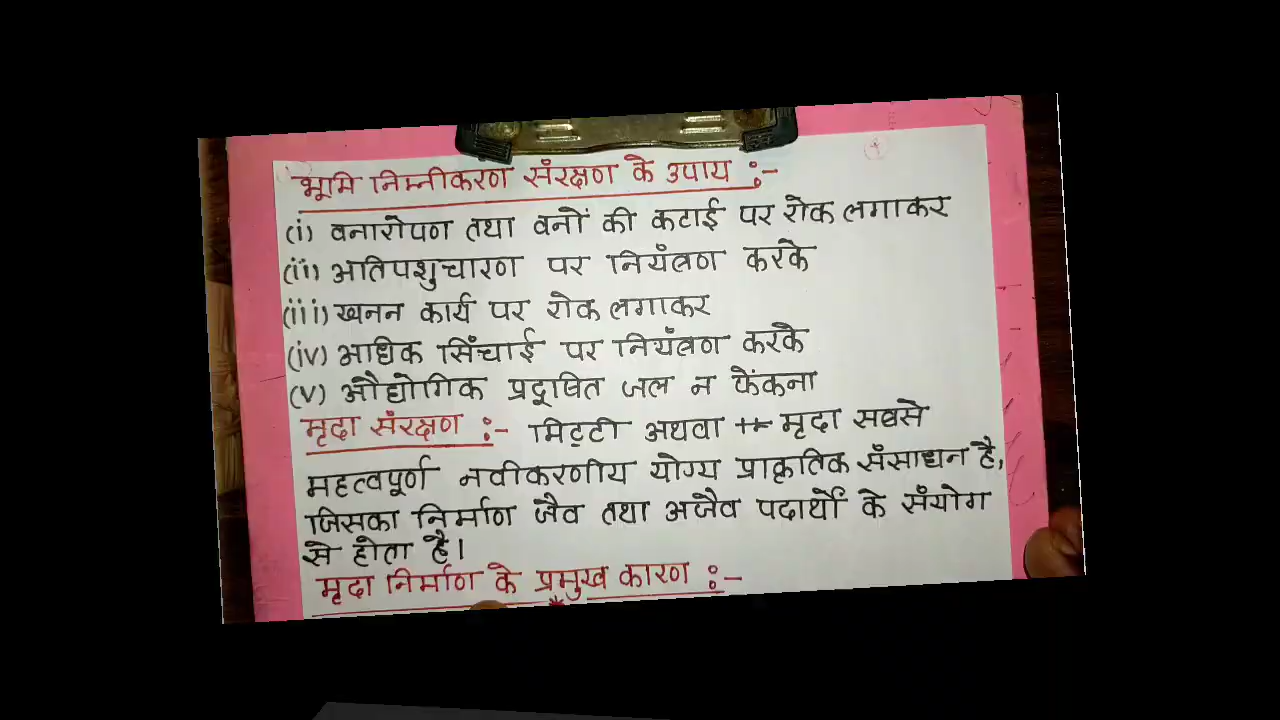 भूमि निम्नीकरण संरक्षण के उपाय :-
(i) वनारोपण तथा वनों की कटाई पर रोक लगाकर
(ii) अतिपशुचारण पर नियंत्रण करके
(iii) खनन कार्य पर रोक लगाकर
(iv) अधिक सिंचाई पर नियंत्रण करके
(v) औद्योगिक प्रदूषित जल न फेंकना
मृदा संरक्षण :- मिट्टी अथवा मृदा सबसे
महत्वपूर्ण नवीकरणीय योग्य प्राकृतिक संसाधन है,
जिसका निर्माण जैव तथा अजैव पदार्थों के संयोग
से होता है।
मृदा निर्माण के प्रमुख कारण :-